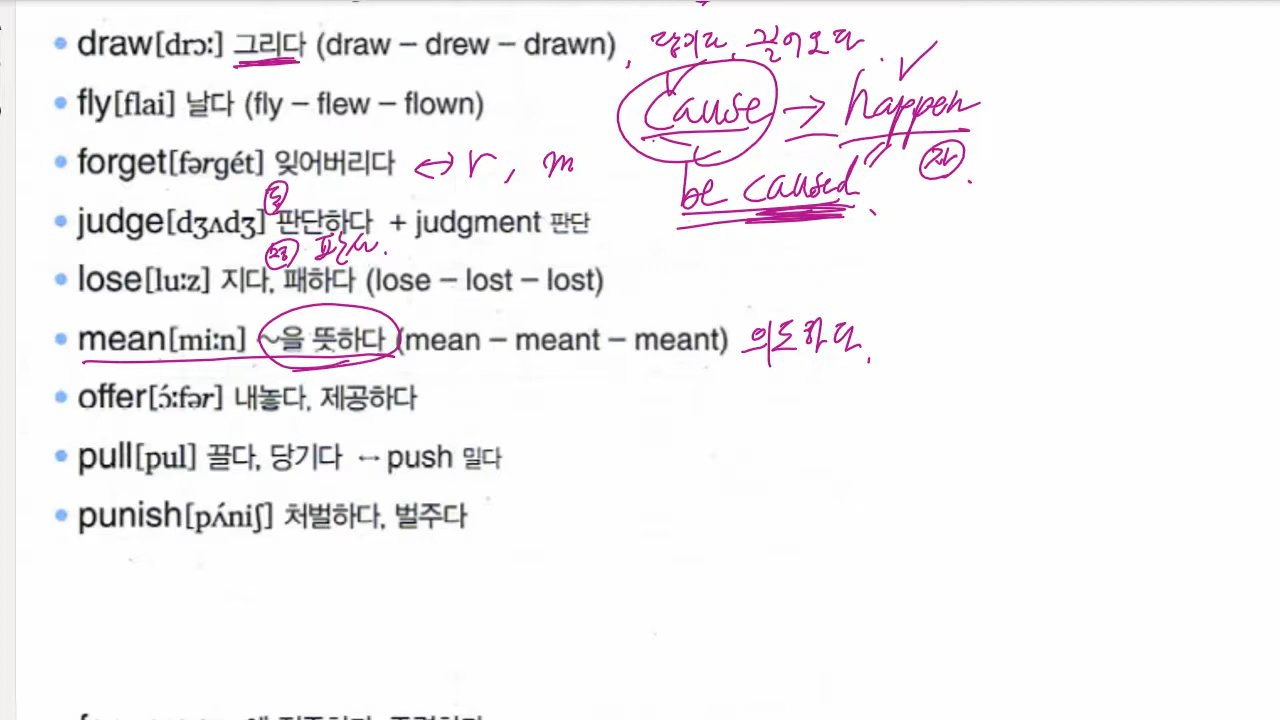 • draw[drɔː] 그리다 (draw – drew – drawn) , 당기다, 끌어오다.
cause → happen
• fly[flai] 날다 (fly – flew – flown)
• forget[fərgét] 잊어버리다 ↔ r, m
자
be caused
• judge[dʒʌdʒ] 판단하다 + judgment 판단
판사.
• lose[luːz] 지다, 패하다 (lose – lost – lost)
• mean[miːn] ~을 뜻하다 (mean – meant – meant) 의도하다.
• offer[ɔ́ːfər] 내놓다, 제공하다
• pull[pul] 끌다, 당기다 ↔ push 밀다
• punish[pʌ́niʃ] 처벌하다, 벌주다